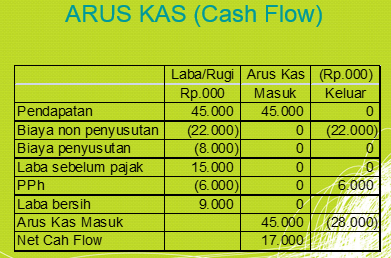 ARUS KAS (Cash Flow)
Laba/Rugi Arus Kas (Rp.000)
Rp.000 Masuk Keluar
Pendapatan 45.000 45.000 0
Biaya non penyusutan (22.000) 0 (22.000)
Biaya penyusutan (8.000) 0 0
Laba sebelum pajak 15.000 0 0
PPh (6.000) 0 6.000
Laba bersih 9.000 0
Arus Kas Masuk 45.000 (28.000)
Net Cah Flow 17.000